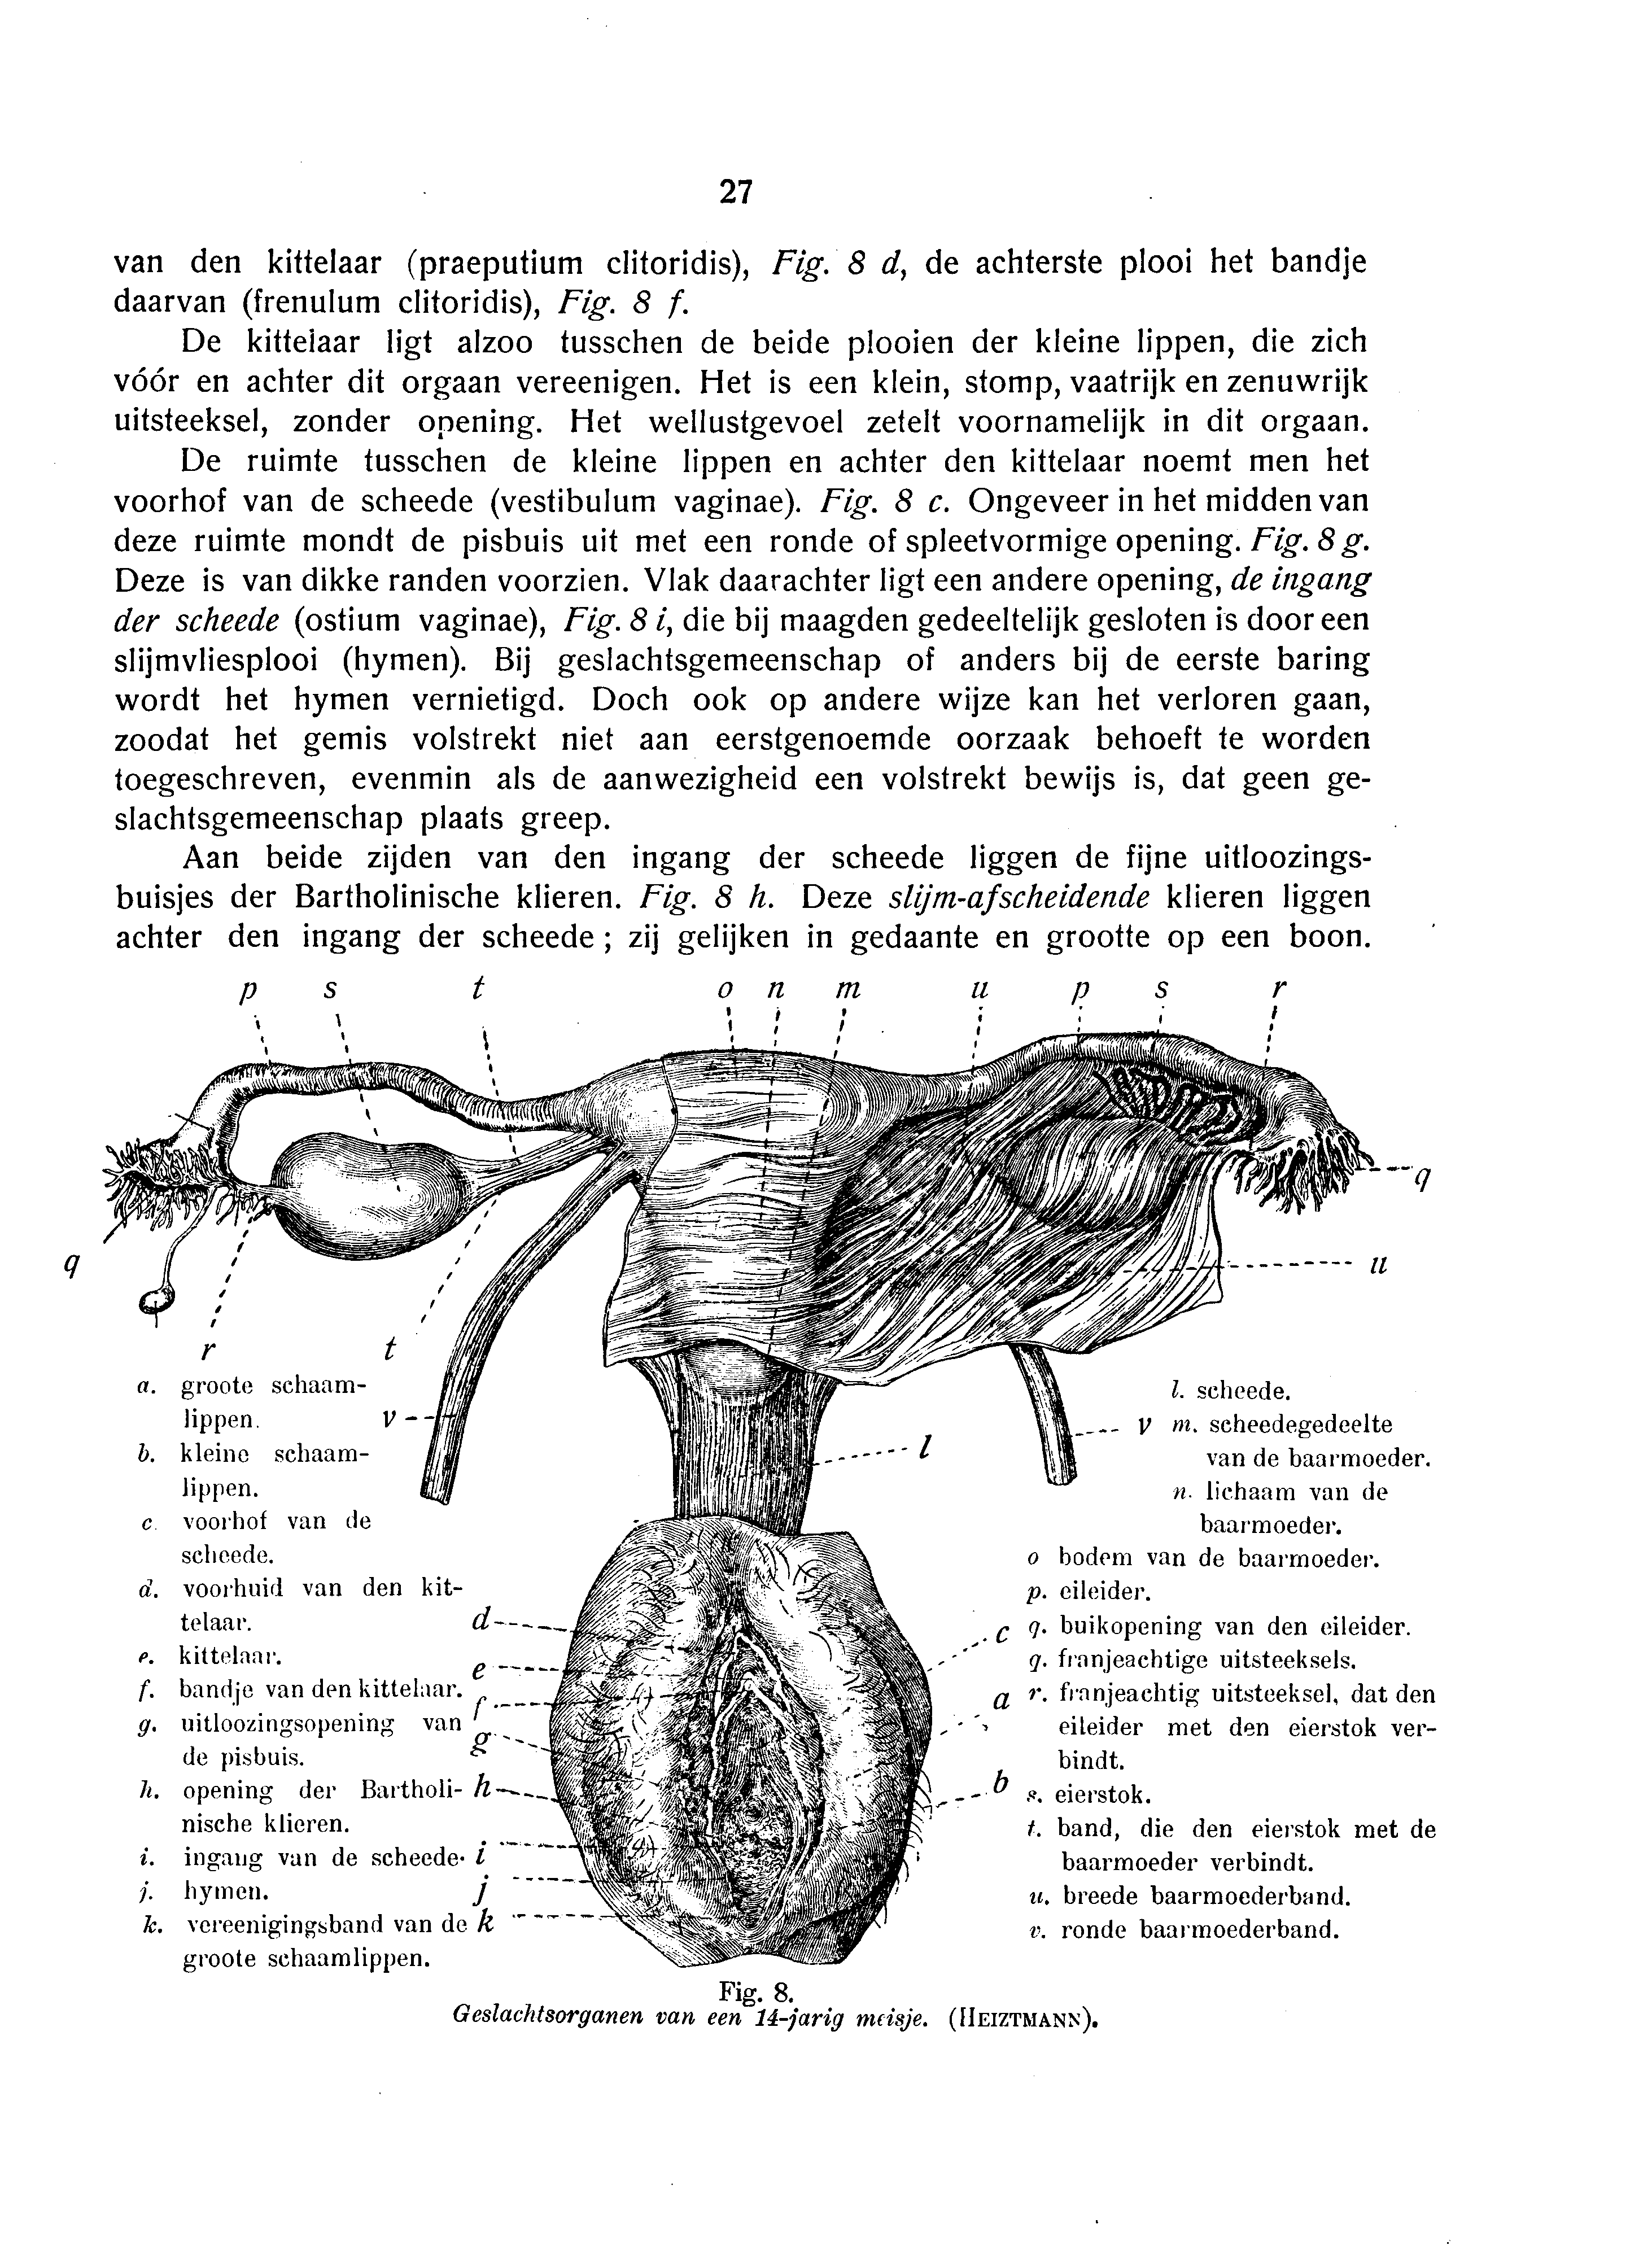 27
van den kittelaar (praeputium clitoridis), Fig. 8 d, de achterste plooi het bandje
daarvan (frenulum clitoridis), Fig. 8 f.
De kittelaar ligt alzoo tusschen de beide plooien der kleine lippen, die zich
vóór en achter dit orgaan vereenigen. Het is een klein, stomp, vaatrijk en zenuwrijk
uitsteeksel, zonder opening. Het wellustgevoel zetelt voornamelijk in dit orgaan.
De ruimte tusschen de kleine lippen en achter den kittelaar noemt men het
voorhof van de scheede (vestibulum vaginae). Fig. 8 c. Ongeveer in het midden van
deze ruimte mondt de pisbuis uit met een ronde of spleetvormige opening. Fig. 8 g.
Deze is van dikke randen voorzien. Vlak daarachter ligt een andere opening, de ingang
der scheede (ostium vaginae), Fig. 8 i, die bij maagden gedeeltelijk gesloten is door een
slijmvliesplooi (hymen). Bij geslachtsgemeenschap of anders bij de eerste baring
wordt het hymen vernietigd. Doch ook op andere wijze kan het verloren gaan,
zoodat het gemis volstrekt niet aan eerstgenoemde oorzaak behoeft te worden
toegeschreven, evenmin als de aanwezigheid een volstrekt bewijs is, dat geen ge-
slachtsgemeenschap plaats greep.
Aan beide zijden van den ingang der scheede liggen de fijne uitloozings-
buisjes der Bartholinische klieren. Fig. 8 h. Deze slijm-afscheidende klieren liggen
achter den ingang der scheede; zij gelijken in gedaante en grootte op een boon.
p s t o n m u p s r
q
q
u
r t
v
v
l
a. groote schaam-
lippen.
b. kleine schaam-
lippen.
c. voorhof van de
scheede.
d. voorhuid van den kit-
telaar.
e. kittelaar.
f. bandje van den kittelaar.
g. uitloozingsopening van
de pisbuis.
h. opening der Bartholi-
nische klieren.
i. ingang van de scheede.
j. hymen.
k. vereenigingsband van de
groote schaamlippen.
d
e
f
g
h
i
j
k
c
a
b
l. scheede.
m. scheedegedeelte
van de baarmoeder.
n. lichaam van de
baarmoeder.
o bodem van de baarmoeder.
p. eileider.
q. buikopening van den eileider.
q. franjeachtige uitsteeksels.
r. franjeachtig uitsteeksel, dat den
eileider met den eierstok ver-
bindt.
s. eierstok.
t. band, die den eierstok met de
baarmoeder verbindt.
u. breede baarmoederband.
v. ronde baarmoederband.
Fig. 8.
Geslachtsorganen van een 14-jarig meisje. (HEIZTMANN).